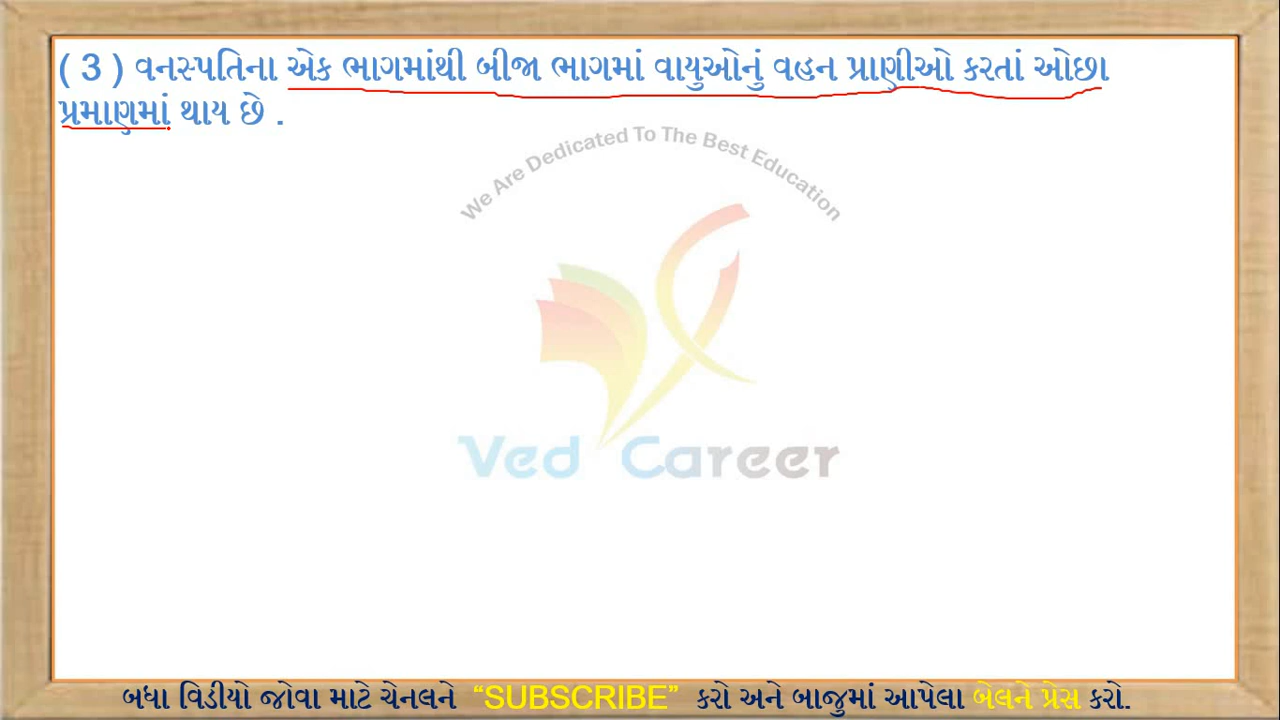 ( 3 ) વનસ્પતિના એક ભાગમાંથી બીજા ભાગમાં વાયુઓનું વહન પ્રાણીઓ કરતાં ઓછા
પ્રમાણમાં થાય છે .
We Are Dedicated To The Best Education
Ved Career
બધા વિડીયો જોવા માટે ચેનલને “SUBSCRIBE” કરો અને બાજુમાં આપેલા બેલને પ્રેસ કરો.